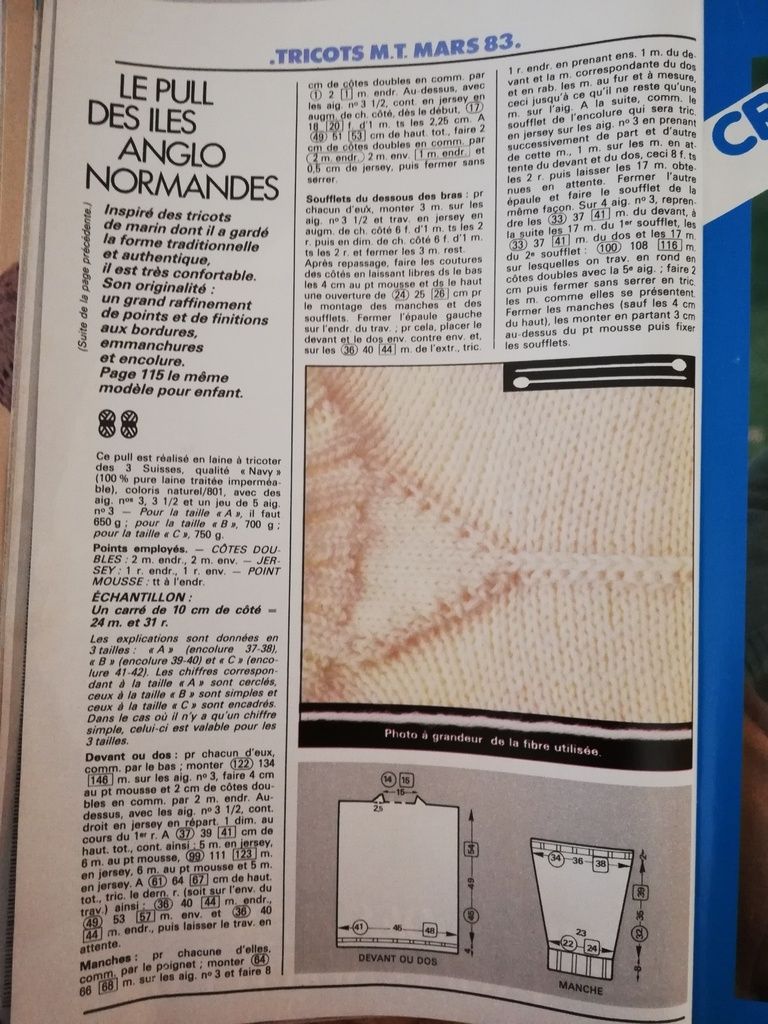 .TRICOTS M.T. MARS 83.
LE PULL
DES ILES
ANGLO
NORMANDES
(Suite de la page précédente.)
Inspiré des tricots
de marin dont il a gardé
la forme traditionnelle
et authentique,
il est très confortable.
Son originalité :
un grand raffinement
de points et de finitions
aux bordures,
emmanchures
et encolure.
Page 115 le même
modèle pour enfant.
Ce pull est réalisé en laine à tricoter
des 3 Suisses, qualité « Navy »
(100 % pure laine traitée imperméa-
ble), coloris naturel/801, avec des
aig. nos 3, 3 1/2 et un jeu de 5 aig.
no 3 — Pour la taille « A », il faut
650 g ; pour la taille « B », 700 g ;
pour la taille « C », 750 g.
Points employés. — CÔTES DOU-
BLES : 2 m. endr., 2 m. env. — JER-
SEY : 1 r. endr., 1 r. env. — POINT
MOUSSE : tt à l'endr.
ÉCHANTILLON :
Un carré de 10 cm de côté =
24 m. et 31 r.
Les explications sont données en
3 tailles : « A » (encolure 37-38),
« B » (encolure 39-40) et « C » (enco-
lure 41-42). Les chiffres correspon-
dant à la taille « A » sont cerclés,
ceux à la taille « B » sont simples et
ceux à la taille « C » sont encadrés.
Dans le cas où il n'y a qu'un chiffre
simple, celui-ci est valable pour les
3 tailles.
Devant ou dos : pr chacun d'eux,
comm. par le bas ; monter (122) 134
[146] m. sur les aig. no 3, faire 4 cm
au pt mousse et 2 cm de côtes dou-
bles en comm. par 2 m. endr. Au-
dessus, avec les aig. no 3 1/2, cont.
droit en jersey en répart. 1 dim. au
cours du 1er r. A (37) 39 [41] cm de
haut. tot., cont. ainsi : 5 m. en jersey,
6 m. au pt mousse, (99) 111 [123] m.
en jersey, 6 m. au pt mousse et 5 m.
en jersey. A (61) 64 [67] cm de haut.
tot., tric. le dern. r. (soit sur l'env. du
trav.) ainsi : (36) 40 [44] m. endr.,
(49) 53 [57] m. env. et (36) 40
[44] m. endr., puis laisser le trav. en
attente.
Manches : pr chacune d'elles,
comm. par le poignet ; monter (64)
66 [68] m. sur les aig. no 3 et faire 8
cm de côtes doubles en comm. par
(1) 2 [1] m. endr. Au-dessus, avec
les aig. no 3 1/2, cont. en jersey en
augm. de ch. côté, dès le début, (17)
18 [20] f. d'1 m. ts les 2,25 cm. A
(49) 51 [53] cm de haut. tot., faire 2
cm de côtes doubles en comm. par
(2 m. endr.) 2 m. env. [1 m. endr.] et
0,5 cm de jersey, puis fermer sans
serrer.
Soufflets du dessous des bras : pr
chacun d'eux, monter 3 m. sur les
aig. no 3 1/2 et trav. en jersey en
augm. de ch. côté 6 f. d'1 m. ts les 2
r. puis en dim. de ch. côté 6 f. d'1 m.
ts les 2 r. et fermer les 3 m. rest.
Après repassage, faire les coutures
des côtés en laissant libres ds le bas
les 4 cm au pt mousse et ds le haut
une ouverture de (24) 25 [26] cm pr
le montage des manches et des
soufflets. Fermer l'épaule gauche
sur l'endr. du trav. ; pr cela, placer le
devant et le dos env. contre env. et,
sur les (36) 40 [44] m. de l'extr., tric.
1 r. endr. en prenant ens. 1 m. du de-
vant et la m. correspondante du dos
et en rab. les m. au fur et à mesure,
ceci jusqu'à ce qu'il ne reste qu'une
m. sur l'aig. A la suite, comm. le
soufflet de l'encolure qui sera tric.
en jersey sur les aig. no 3 en prenant
successivement de part et d'autre
de cette m., 1 m. sur les m. en at-
tente du devant et du dos, ceci 8 f. ts
les 2 r. puis laisser les 17 m. obte-
nues en attente. Fermer l'autre
épaule et faire le soufflet de la
même façon. Sur 4 aig. no 3, repren-
dre les (33) 37 [41] m. du devant, à
la suite les 17 m. du 1er soufflet, les
(33) 37 [41] m. du dos et les 17 m.
du 2e soufflet : (100) 108 [116] m.
sur lesquelles on trav. en rond en
côtes doubles avec la 5e aig. ; faire 2
cm puis fermer sans serrer en tric.
les m. comme elles se présentent.
Fermer les manches (sauf les 4 cm
du haut), les monter en partant 3 cm
au-dessus du pt mousse puis fixer
les soufflets.
Photo à grandeur de la fibre utilisée.
14 15
15
2,5
54
49
45
41 45 48
DEVANT OU DOS
34 36 38
2
39
35
32
23
22 24
8
MANCHE
CE